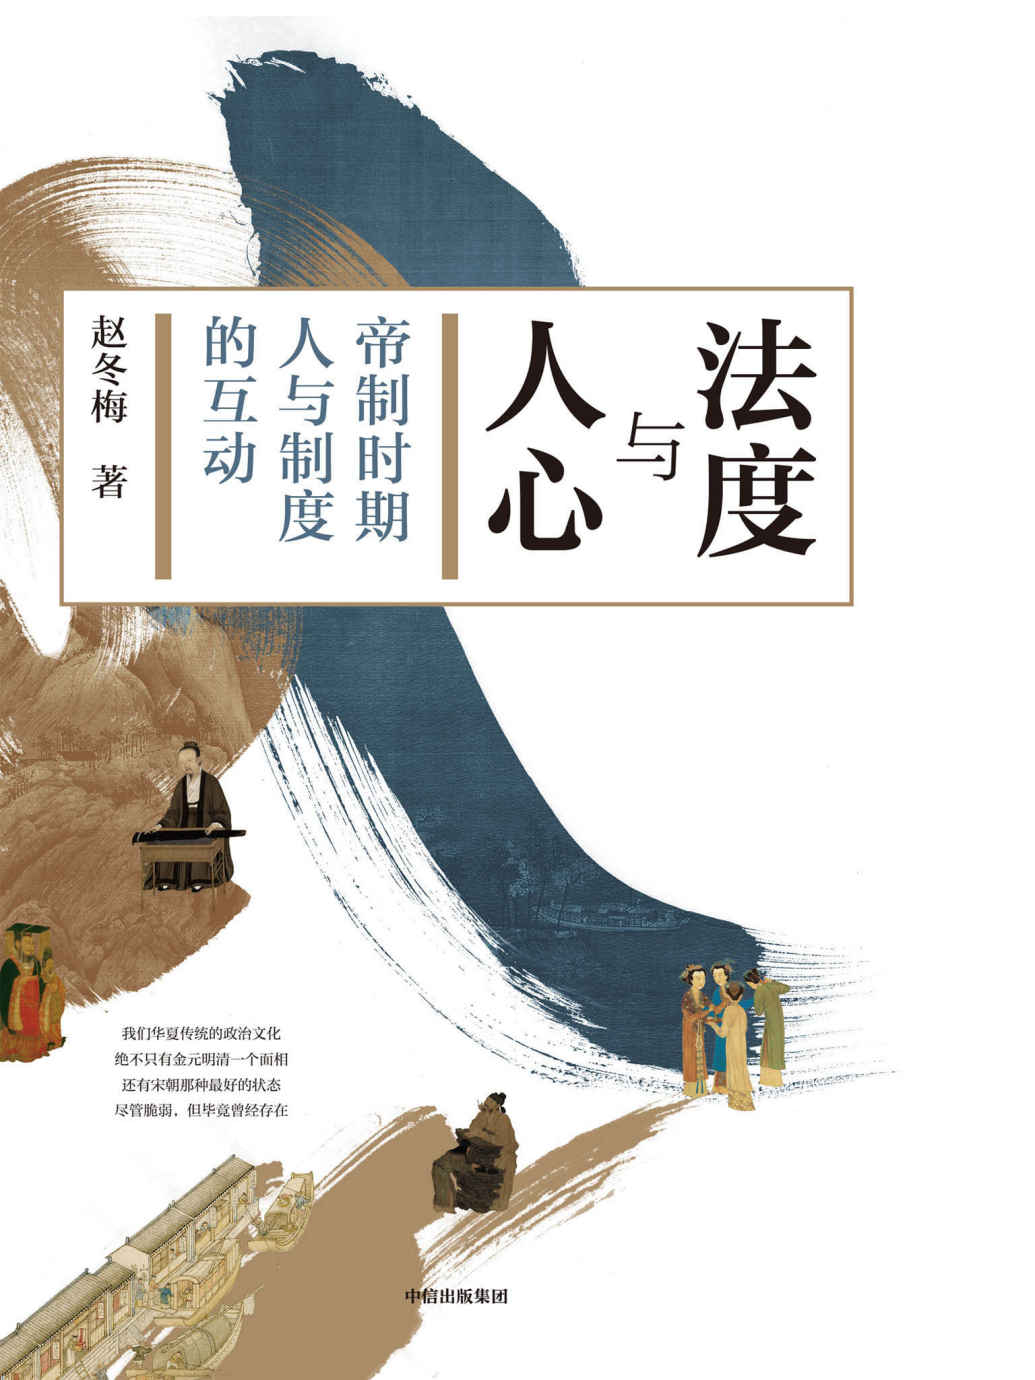 法度
与
人心
帝制时期
人与制度
的互动
赵冬梅 著
我们华夏传统的政治文化
绝不只有金元明清一个面相
还有宋朝那种最好的状态
尽管脆弱，但毕竟曾经存在
中信出版集团